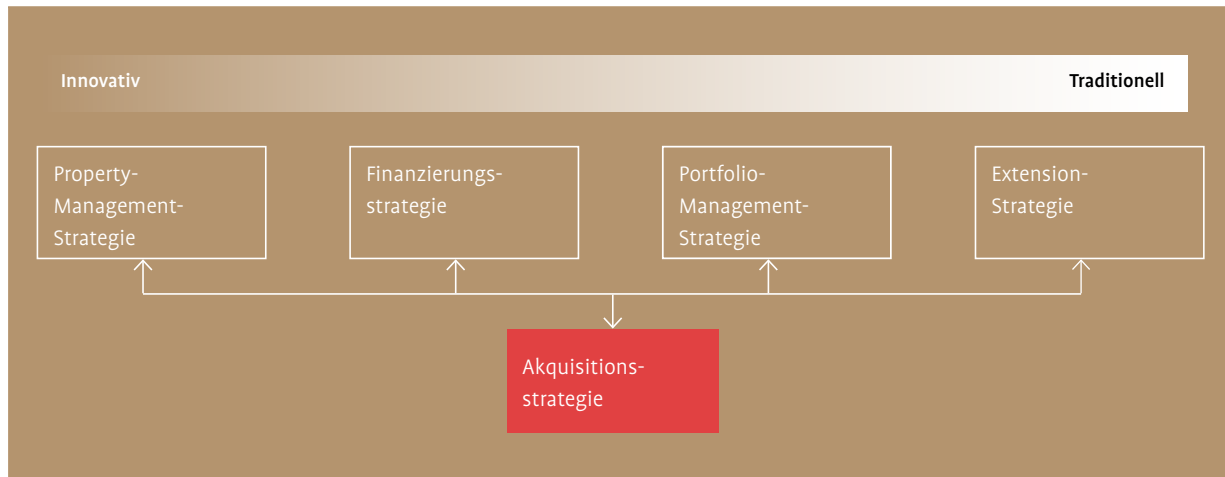 Innovativ
Traditionell
Property-
Management-
Strategie
Finanzierungs-
strategie
Portfolio-
Management-
Strategie
Extension-
Strategie
Akquisitions-
strategie